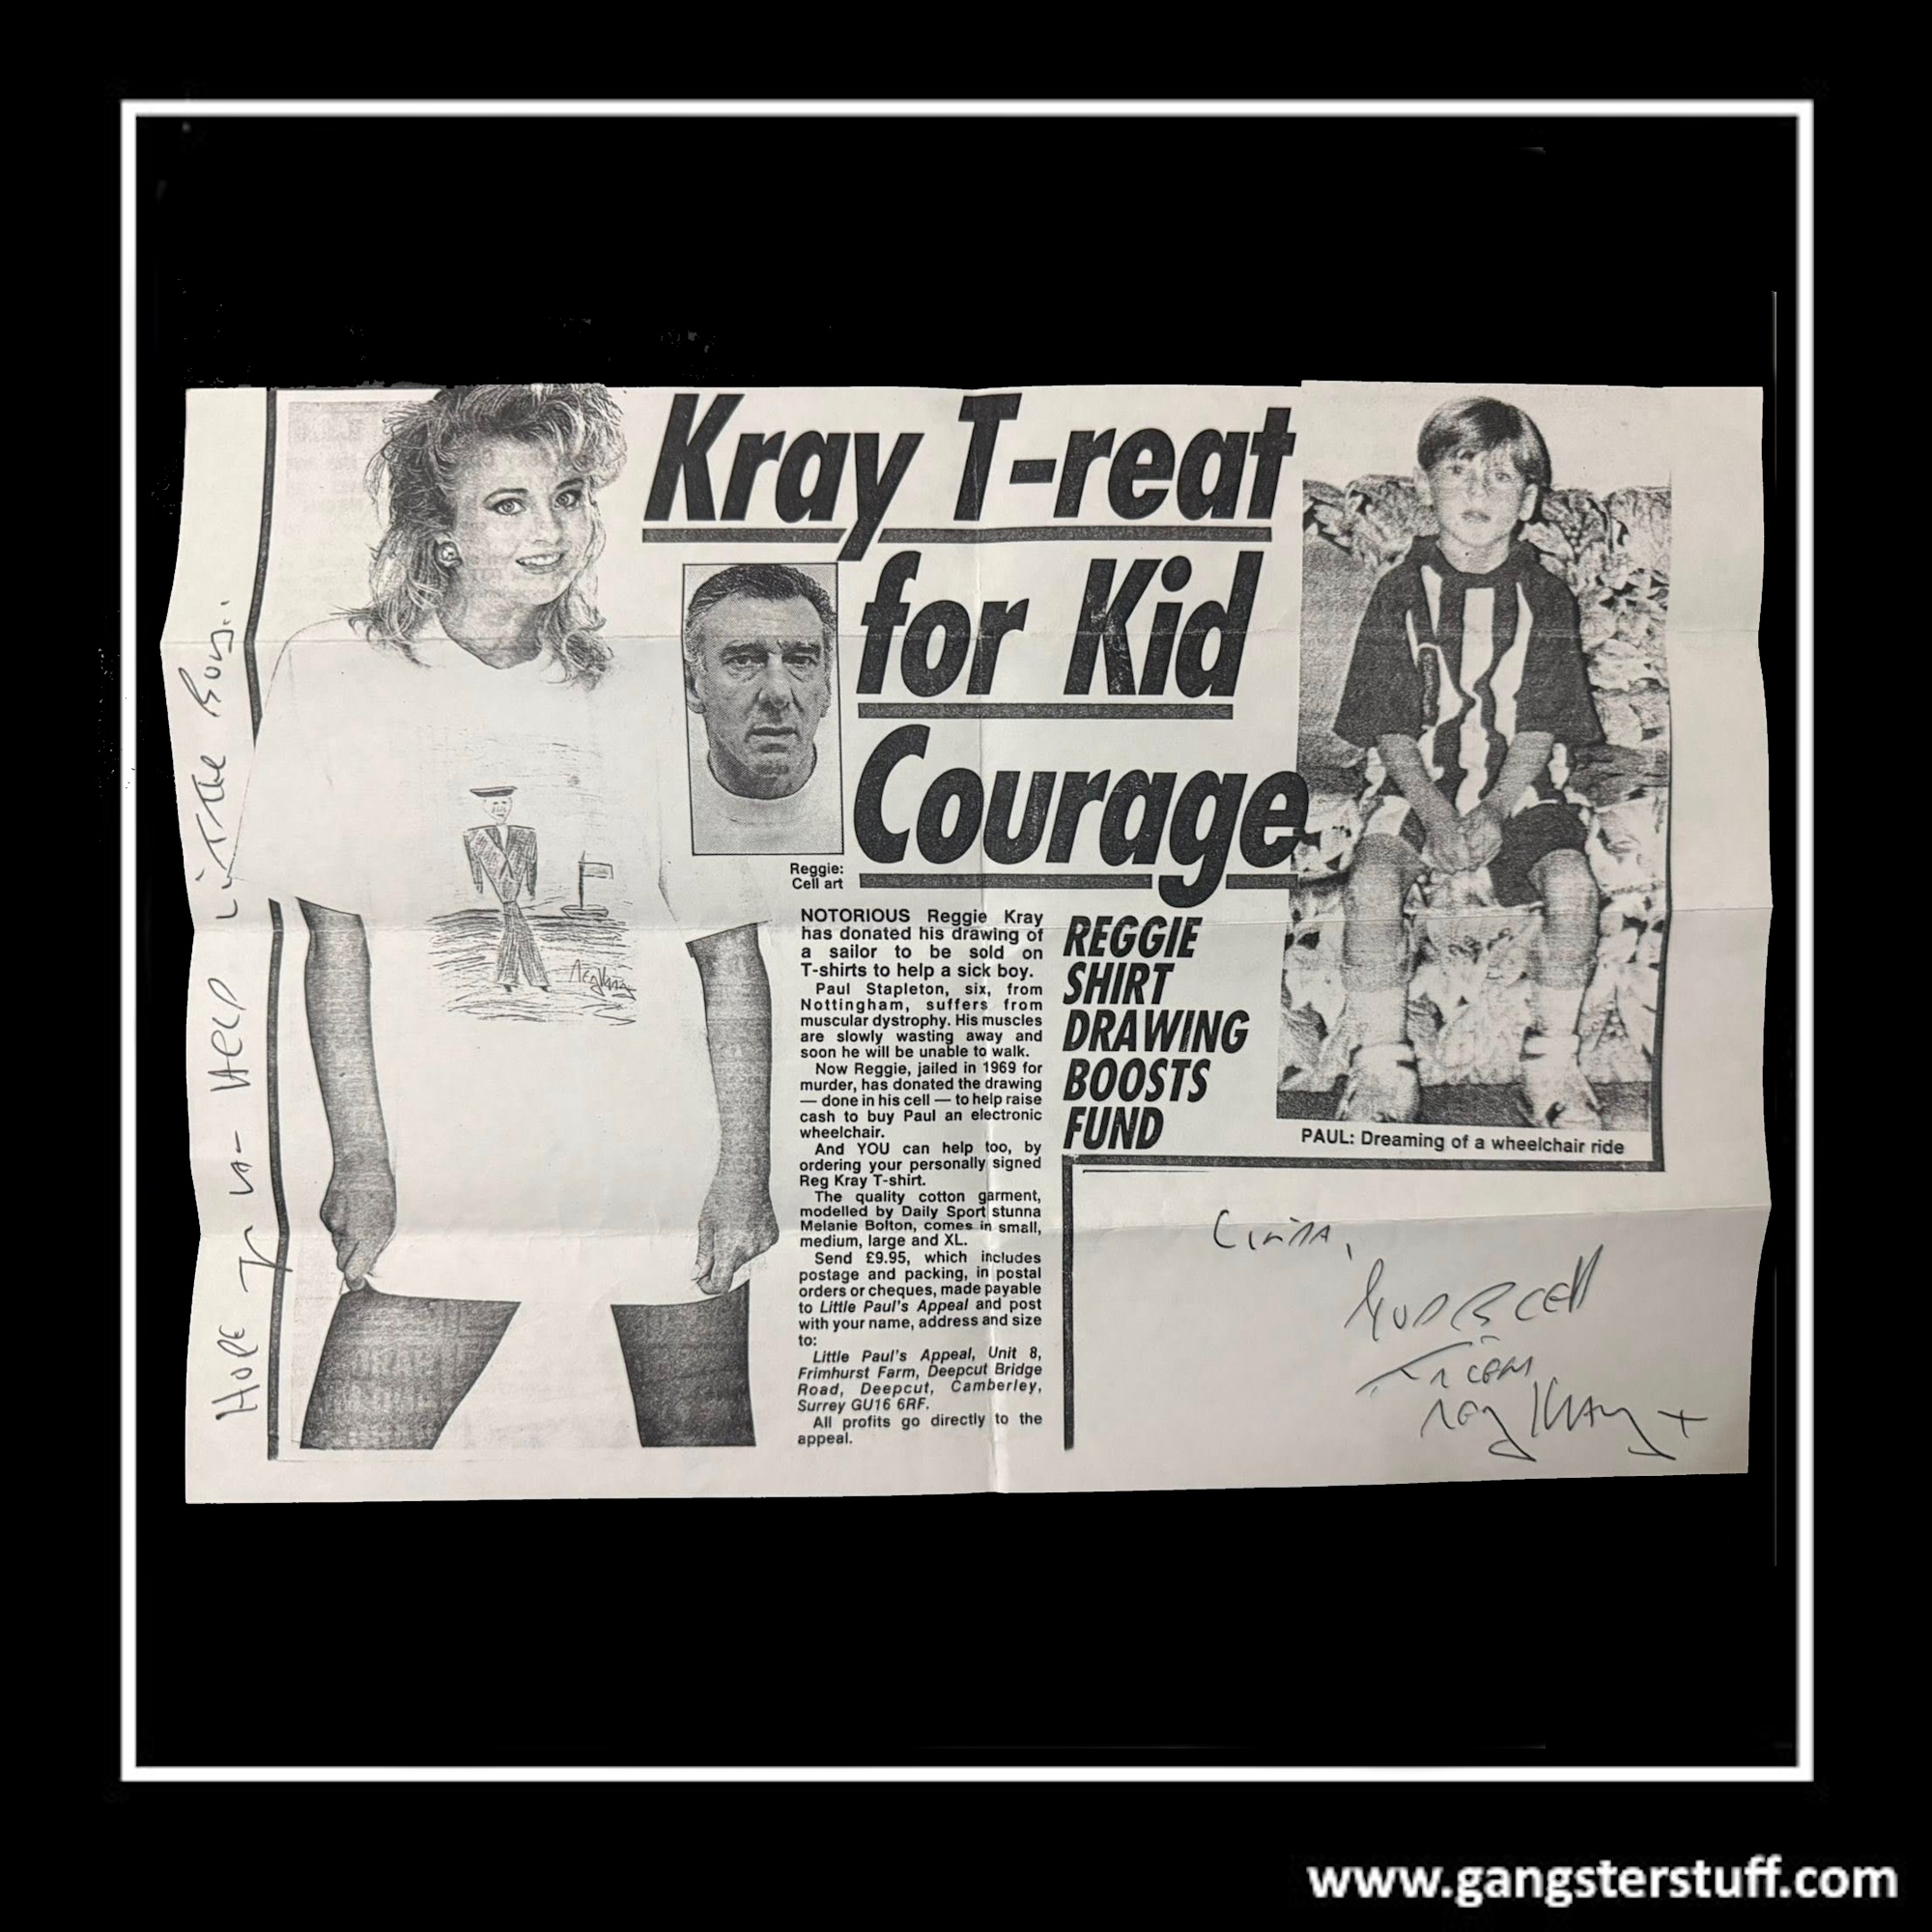 Kray T-reat
for Kid
Courage
Reggie:
Cell art
NOTORIOUS Reggie Kray
has donated his drawing of
a sailor to be sold on
T-shirts to help a sick boy.
Paul Stapleton, six, from
Nottingham, suffers from
muscular dystrophy. His muscles
are slowly wasting away and
soon he will be unable to walk.
Now Reggie, jailed in 1969 for
murder, has donated the drawing
— done in his cell — to help raise
cash to buy Paul an electronic
wheelchair.
And YOU can help too, by
ordering your personally signed
Reg Kray T-shirt.
The quality cotton garment,
modelled by Daily Sport stunna
Melanie Bolton, comes in small,
medium, large and XL.
Send £9.95, which includes
postage and packing, in postal
orders or cheques, made payable
to Little Paul's Appeal and post
with your name, address and size
to:
Little Paul's Appeal, Unit 8,
Frimhurst Farm, Deepcut Bridge
Road, Deepcut, Camberley,
Surrey GU16 6RF.
All profits go directly to the
appeal.
REGGIE
SHIRT
DRAWING
BOOSTS
FUND
PAUL: Dreaming of a wheelchair ride
Reg Kray
Hope Help Little Boy..
Reg Kray +
www.gangsterstuff.com